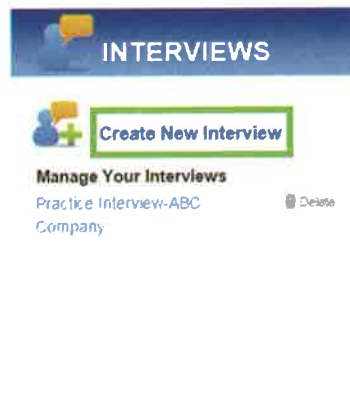 INTERVIEWS
Create New Interview
Manage Your Interviews
Practice Interview-ABC
Delete
Company